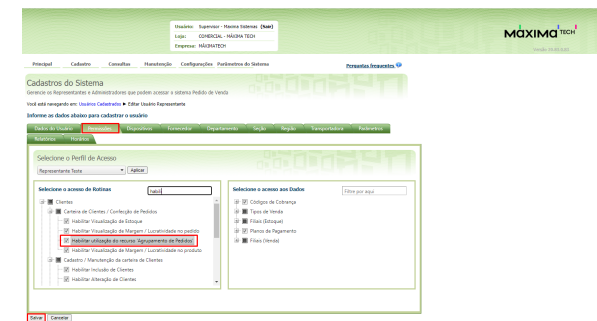 Usuário: Supervisor - Máxima Sistemas (Sair)
Loja: COMERCIAL - MÁXIMA TECH
Empresa: MÁXIMATECH
MÁXIMA TECH
Principal Cadastro Consultas Manutenção Configurações Parâmetros do Sistema
Perguntas frequentes
Cadastros do Sistema
Gerencie os Representantes e Administradores que podem acessar o sistema Pedido de Venda
Você está navegando em: Usuários Cadastrados ► Editar Usuário Representante
Informe os dados abaixo para cadastrar o usuário
Dados do Usuário Permissões Dispositivos Fornecedor Departamento Seção Região Transportadora Parâmetros
Relatórios Horários
Selecione o Perfil de Acesso
Representante Teste Aplicar
Selecione o acesso de Rotinas habili
Selecione o acesso aos Dados Filtre por aqui
Clientes
Carteira de Clientes / Confecção de Pedidos
Habilitar Visualização de Estoque
Habilitar Visualização de Margem / Lucratividade no pedido
Habilitar utilização do recurso 'Agrupamento de Pedidos'
Habilitar Visualização de Margem / Lucratividade no produto
Cadastro / Manutenção da carteira de Clientes
Habilitar Inclusão de Clientes
Habilitar Alteração de Clientes
Códigos de Cobrança
Tipos de Venda
Filiais (Estoque)
Planos de Pagamento
Filiais (Venda)
Salvar Cancelar